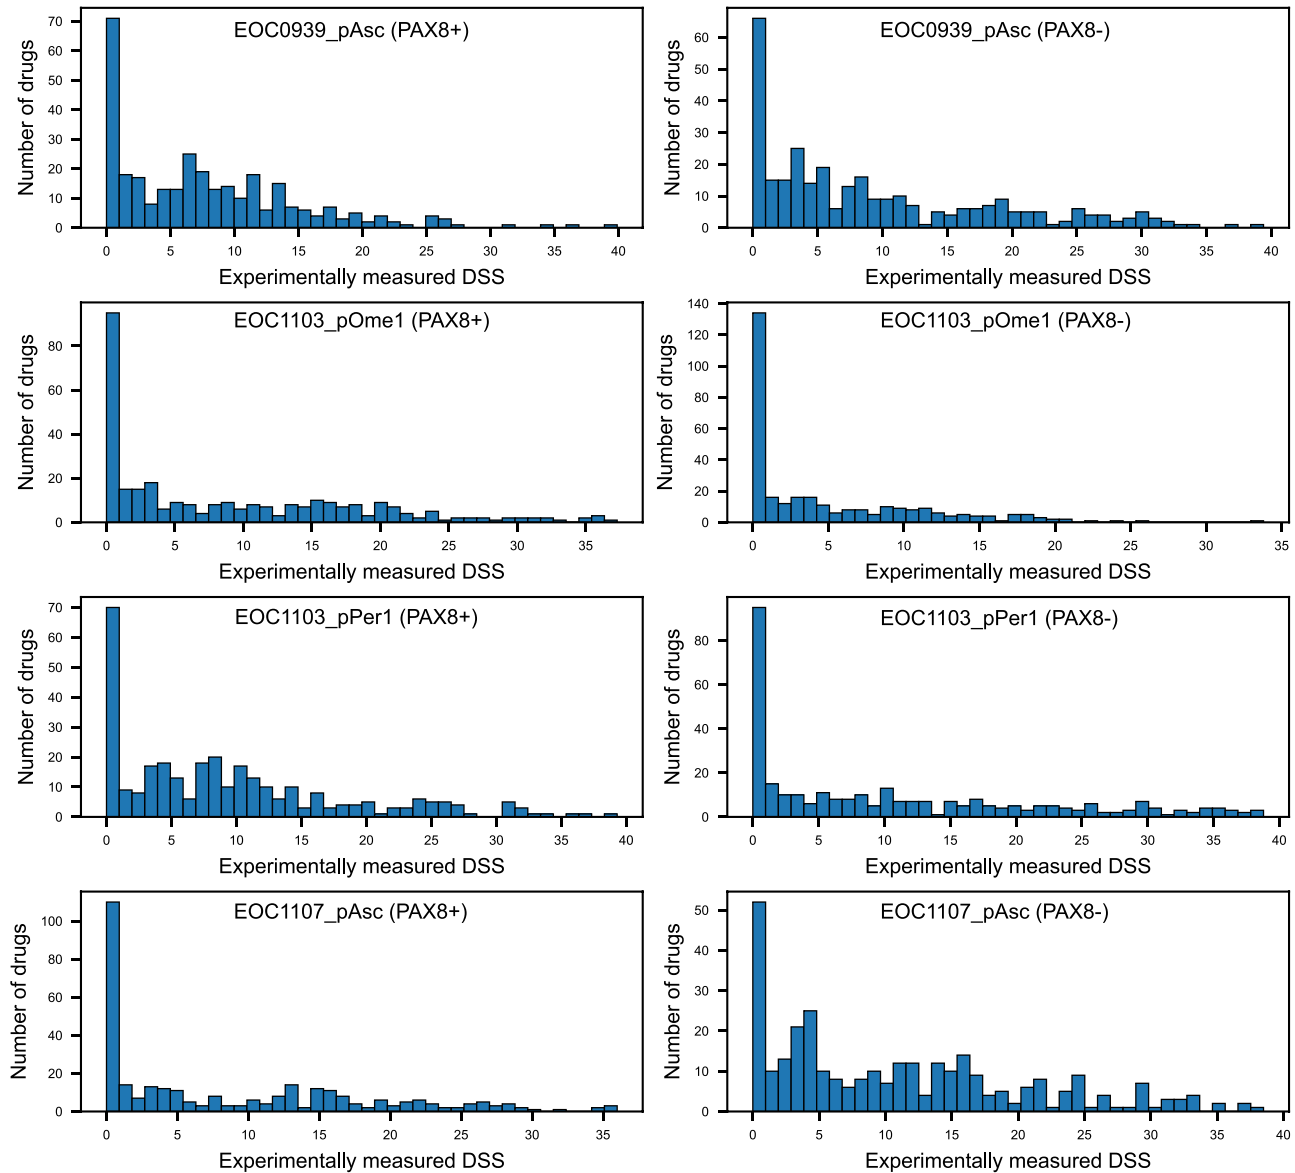 EOC0939_pAsc (PAX8+)
Number of drugs
70
60
50
40
30
20
10
0
0 5 10 15 20 25 30 35 40
Experimentally measured DSS
EOC0939_pAsc (PAX8-)
Number of drugs
60
50
40
30
20
10
0
0 5 10 15 20 25 30 35 40
Experimentally measured DSS
EOC1103_pOme1 (PAX8+)
Number of drugs
80
60
40
20
0
0 5 10 15 20 25 30 35
Experimentally measured DSS
EOC1103_pOme1 (PAX8-)
Number of drugs
140
120
100
80
60
40
20
0
0 5 10 15 20 25 30 35
Experimentally measured DSS
EOC1103_pPer1 (PAX8+)
Number of drugs
70
60
50
40
30
20
10
0
0 5 10 15 20 25 30 35 40
Experimentally measured DSS
EOC1103_pPer1 (PAX8-)
Number of drugs
80
60
40
20
0
0 5 10 15 20 25 30 35 40
Experimentally measured DSS
EOC1107_pAsc (PAX8+)
Number of drugs
100
80
60
40
20
0
0 5 10 15 20 25 30 35
Experimentally measured DSS
EOC1107_pAsc (PAX8-)
Number of drugs
50
40
30
20
10
0
0 5 10 15 20 25 30 35 40
Experimentally measured DSS